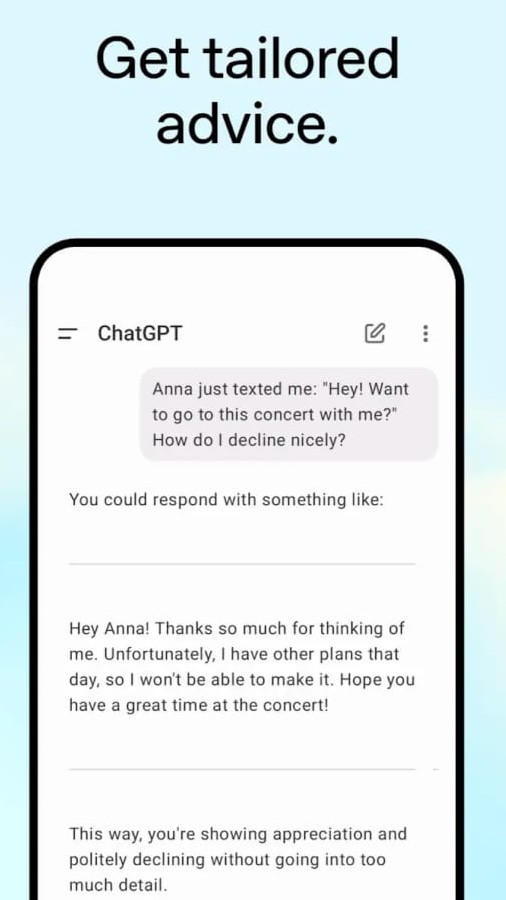 Get tailored
advice.
ChatGPT
Anna just texted me: "Hey! Want
to go to this concert with me?"
How do I decline nicely?
You could respond with something like:
Hey Anna! Thanks so much for thinking of
me. Unfortunately, I have other plans that
day, so I won't be able to make it. Hope you
have a great time at the concert!
This way, you're showing appreciation and
politely declining without going into too
much detail.